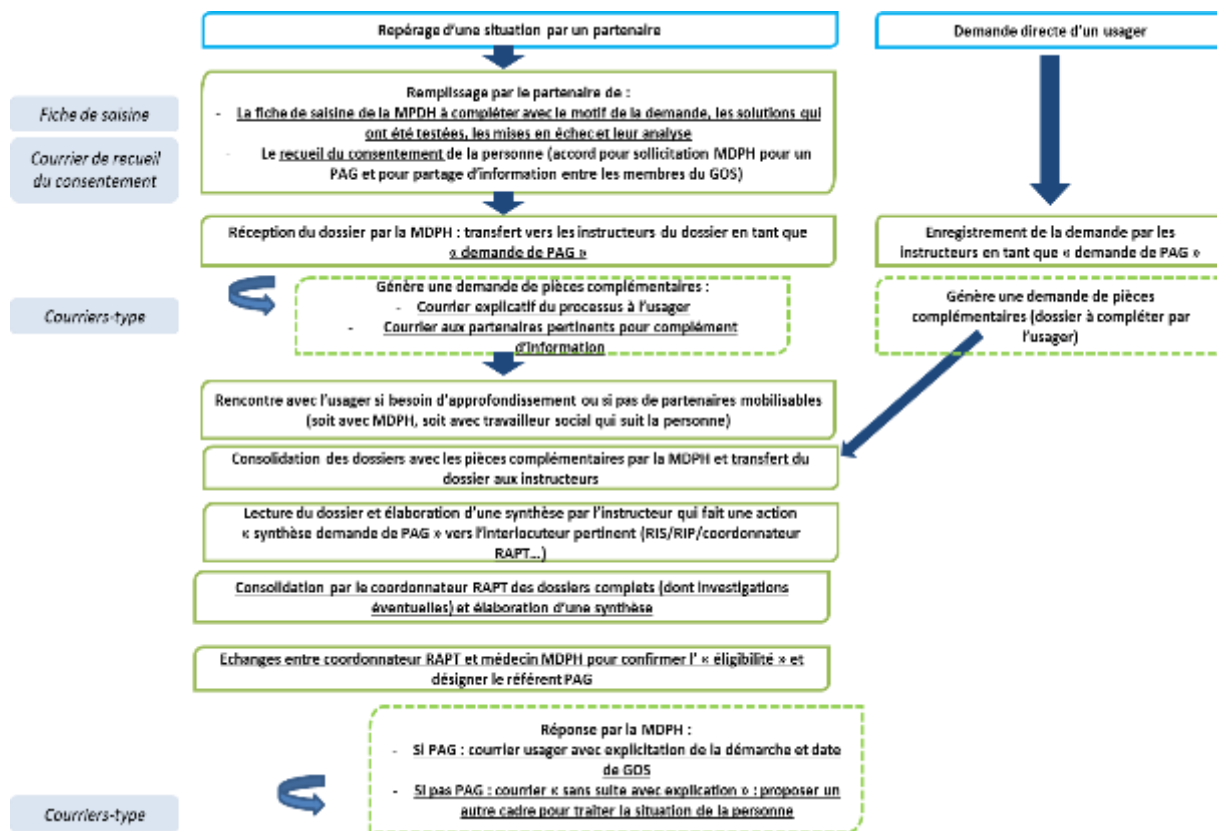 Repérage d'une situation par un partenaire
Demande directe d'un usager
Fiche de saisine
Courrier de recueil
du consentement
Remplissage par le partenaire de :
- La fiche de saisine de la MPDH à compléter avec le motif de la demande, les solutions qui
ont été testées, les mises en échec et leur analyse
- Le recueil du consentement de la personne (accord pour sollicitation MDPH pour un
PAG et pour partage d'information entre les membres du GOS)
Réception du dossier par la MDPH : transfert vers les instructeurs du dossier en tant que
« demande de PAG »
Enregistrement de la demande par les
instructeurs en tant que « demande de PAG »
Courriers-type
Génère une demande de pièces complémentaires :
- Courrier explicatif du processus à l'usager
- Courrier aux partenaires pertinents pour complément
d'information
Génère une demande de pièces
complémentaires (dossier à compléter par
l'usager)
Rencontre avec l'usager si besoin d'approfondissement ou si pas de partenaires mobilisables
(soit avec MDPH, soit avec travailleur social qui suit la personne)
Consolidation des dossiers avec les pièces complémentaires par la MDPH et transfert du
dossier aux instructeurs
Lecture du dossier et élaboration d'une synthèse par l'instructeur qui fait une action
« synthèse demande de PAG » vers l'interlocuteur pertinent (RIS/RIP/coordonnateur
RAPT...)
Consolidation par le coordonnateur RAPT des dossiers complets (dont investigations
éventuelles) et élaboration d'une synthèse
Echanges entre coordonnateur RAPT et médecin MDPH pour confirmer l' « éligibilité » et
désigner le référent PAG
Réponse par la MDPH :
- Si PAG : courrier usager avec explicitation de la démarche et date
de GOS
- Si pas PAG : courrier « sans suite avec explication » : proposer un
autre cadre pour traiter la situation de la personne
Courriers-type